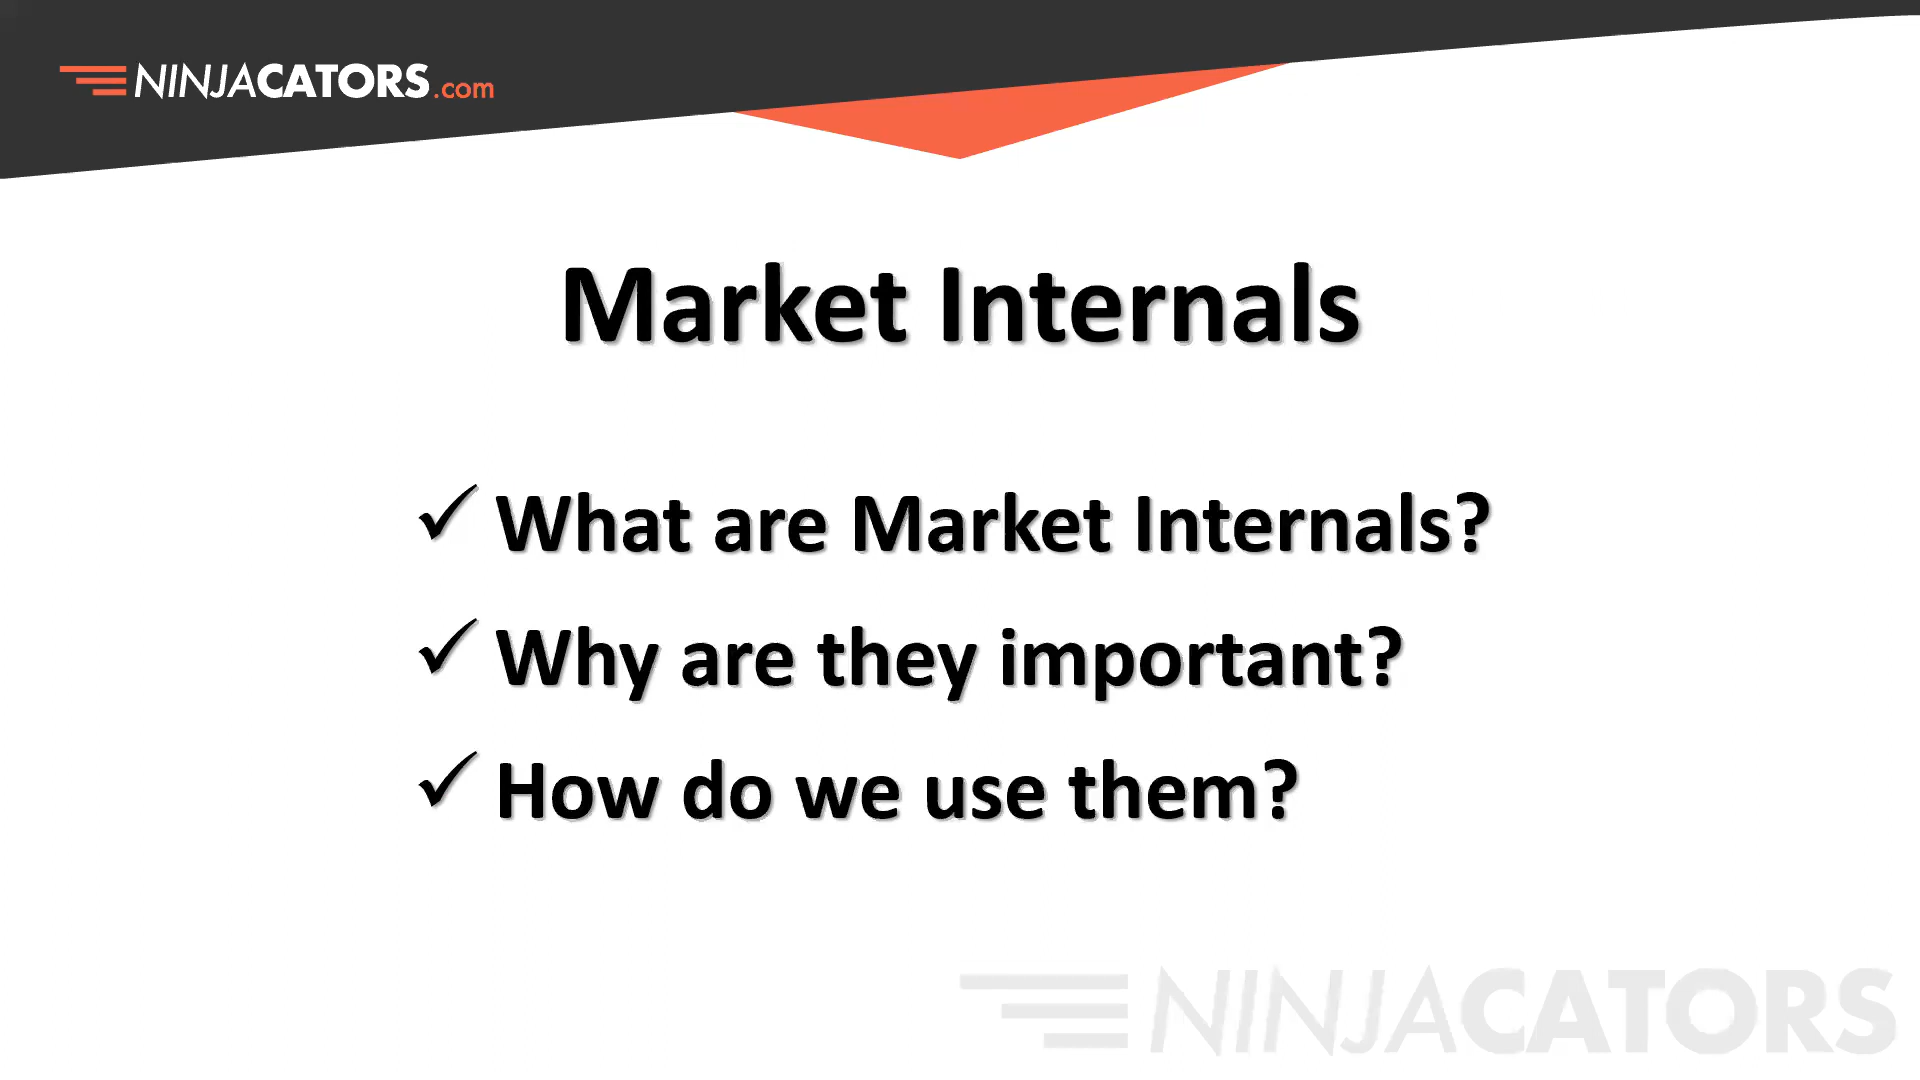 NINJACATORS.com
Market Internals
✓ What are Market Internals?
✓ Why are they important?
✓ How do we use them?
NINJACATORS